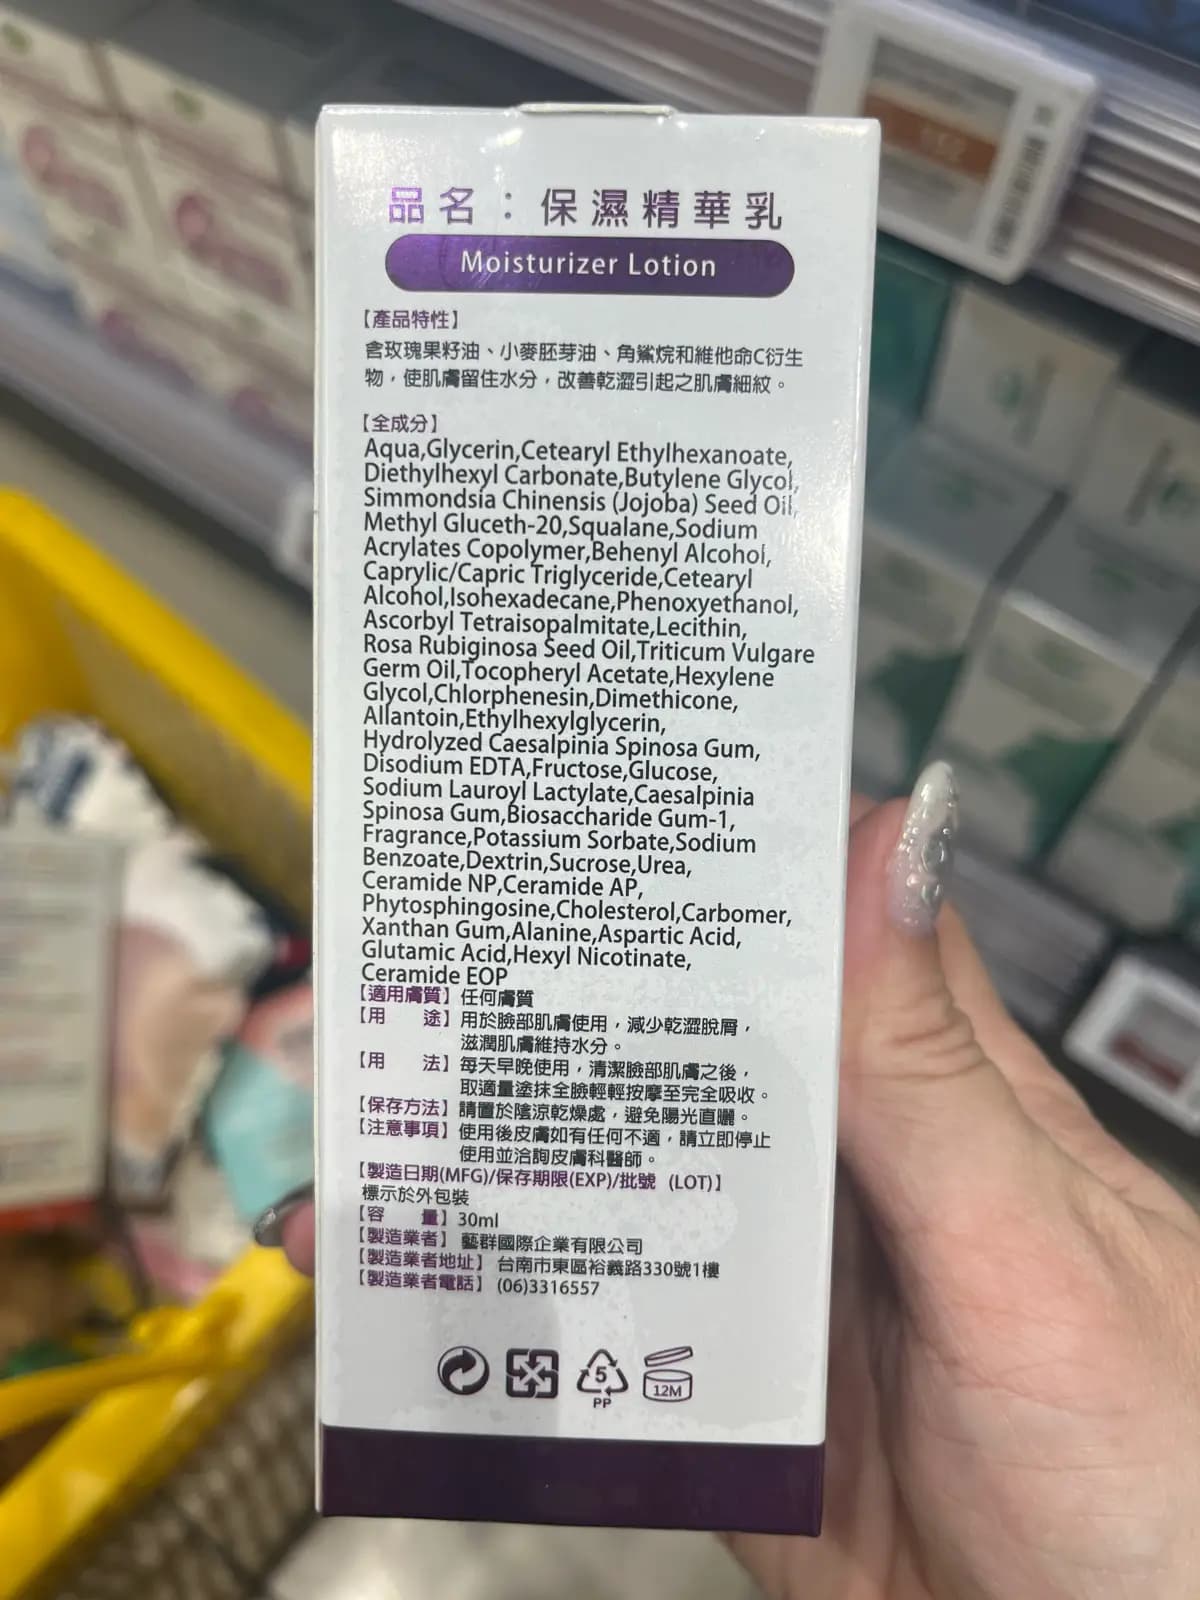 品名：保濕精華乳
Moisturizer Lotion
【產品特性】
含玫瑰果籽油、小麥胚芽油、角鯊烷和維他命C衍生
物，使肌膚留住水分，改善乾澀引起之肌膚細紋。
【全成分】
Aqua,Glycerin,Cetearyl Ethylhexanoate,
Diethylhexyl Carbonate,Butylene Glycol,
Simmondsia Chinensis (Jojoba) Seed Oil,
Methyl Gluceth-20,Squalane,Sodium
Acrylates Copolymer,Behenyl Alcohol,
Caprylic/Capric Triglyceride,Cetearyl
Alcohol,Isohexadecane,Phenoxyethanol,
Ascorbyl Tetraisopalmitate,Lecithin,
Rosa Rubiginosa Seed Oil,Triticum Vulgare
Germ Oil,Tocopheryl Acetate,Hexylene
Glycol,Chlorphenesin,Dimethicone,
Allantoin,Ethylhexylglycerin,
Hydrolyzed Caesalpinia Spinosa Gum,
Disodium EDTA,Fructose,Glucose,
Sodium Lauroyl Lactylate,Caesalpinia
Spinosa Gum,Biosaccharide Gum-1,
Fragrance,Potassium Sorbate,Sodium
Benzoate,Dextrin,Sucrose,Urea,
Ceramide NP,Ceramide AP,
Phytosphingosine,Cholesterol,Carbomer,
Xanthan Gum,Alanine,Aspartic Acid,
Glutamic Acid,Hexyl Nicotinate,
Ceramide EOP
【適用膚質】任何膚質
【用　　途】用於臉部肌膚使用，減少乾澀脫屑，
滋潤肌膚維持水分。
【用　　法】每天早晚使用，清潔臉部肌膚之後，
取適量塗抹全臉輕輕按摩至完全吸收。
【保存方法】請置於陰涼乾燥處，避免陽光直曬。
【注意事項】使用後皮膚如有任何不適，請立即停止
使用並洽詢皮膚科醫師。
【製造日期(MFG)/保存期限(EXP)/批號 (LOT)】
標示於外包裝
【容　　量】30ml
【製造業者】藝群國際企業有限公司
【製造業者地址】台南市東區裕義路330號1樓
【製造業者電話】(06)3316557
5
PP
12M